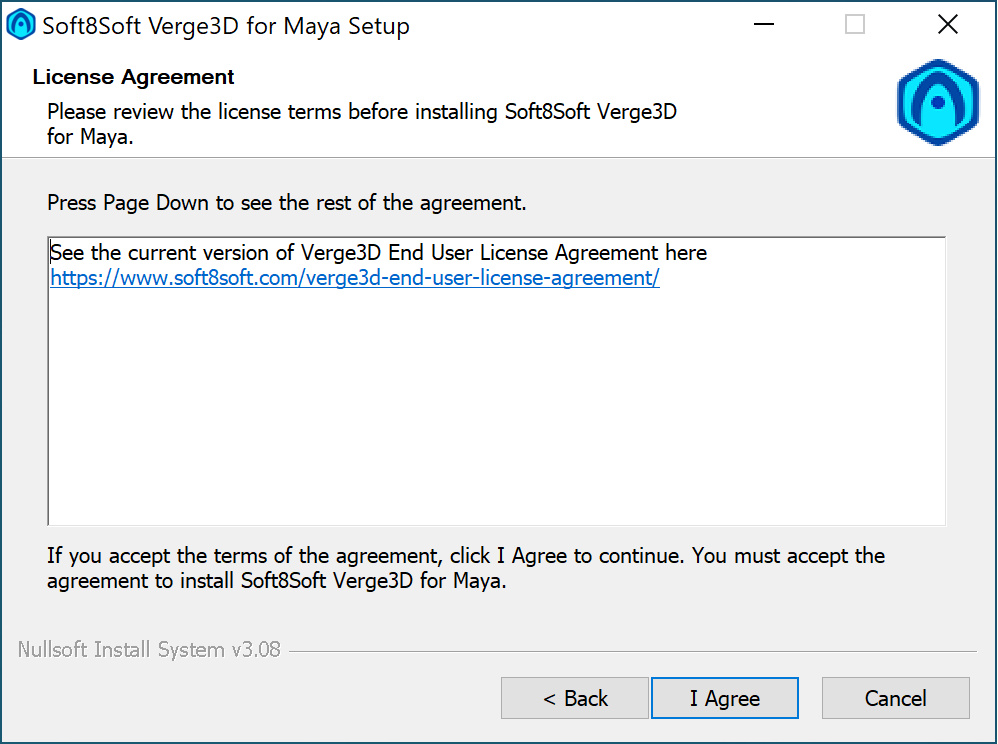 Soft8Soft Verge3D for Maya Setup
License Agreement
Please review the license terms before installing Soft8Soft Verge3D
for Maya.
Press Page Down to see the rest of the agreement.
See the current version of Verge3D End User License Agreement here
https://www.soft8soft.com/verge3d-end-user-license-agreement/
If you accept the terms of the agreement, click I Agree to continue. You must accept the
agreement to install Soft8Soft Verge3D for Maya.
Nullsoft Install System v3.08
< Back
I Agree
Cancel